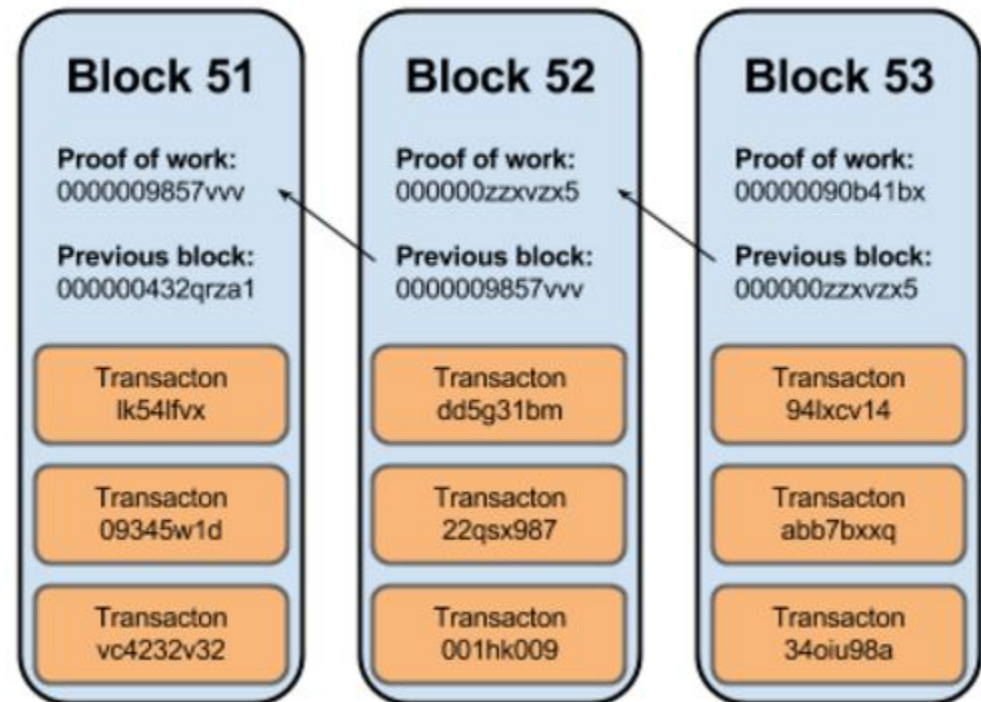 Block 51
Proof of work:
0000009857vvv
Previous block:
000000432qrza1
Transacton
lk54lfvx
Transacton
09345w1d
Transacton
vc4232v32
Block 52
Proof of work:
000000zzxvzx5
Previous block:
0000009857vvv
Transacton
dd5g31bm
Transacton
22qsx987
Transacton
001hk009
Block 53
Proof of work:
00000090b41bx
Previous block:
000000zzxvzx5
Transacton
94lxcv14
Transacton
abb7bxxq
Transacton
34oiu98a